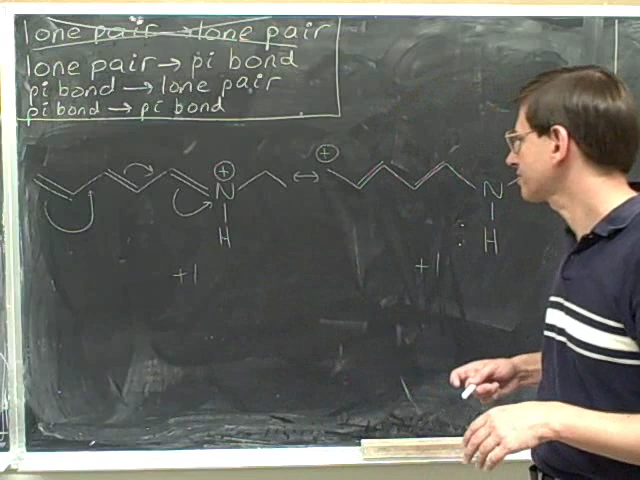 lone pair → lone pair
lone pair → pi bond
pi bond → lone pair
pi bond → pi bond
+ N H
+ N H
+1 +1